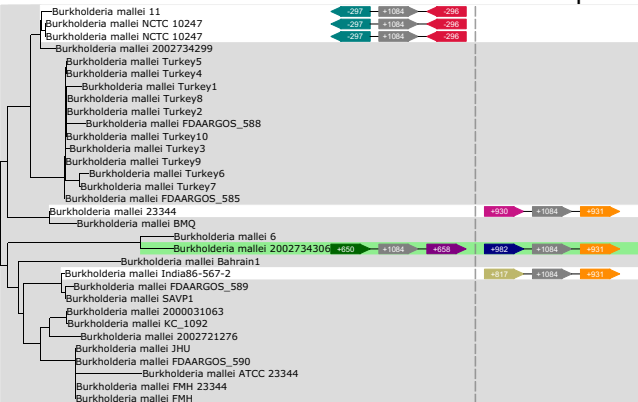 Burkholderia mallei 11 -297 +1084 -296
Burkholderia mallei NCTC 10247 -297 +1084 -296
Burkholderia mallei NCTC 10247 -297 +1084 -296
Burkholderia mallei 2002734299
Burkholderia mallei Turkey5
Burkholderia mallei Turkey4
Burkholderia mallei Turkey1
Burkholderia mallei Turkey8
Burkholderia mallei Turkey2
Burkholderia mallei FDAARGOS_588
Burkholderia mallei Turkey10
Burkholderia mallei Turkey3
Burkholderia mallei Turkey9
Burkholderia mallei Turkey6
Burkholderia mallei Turkey7
Burkholderia mallei FDAARGOS_585
Burkholderia mallei 23344 +930 +1084 +931
Burkholderia mallei BMQ
Burkholderia mallei 6
Burkholderia mallei 2002734306 +650 +1084 +658 +982 +1084 +931
Burkholderia mallei Bahrain1
Burkholderia mallei India86-567-2 +817 +1084 +931
Burkholderia mallei FDAARGOS_589
Burkholderia mallei SAVP1
Burkholderia mallei 2000031063
Burkholderia mallei KC_1092
Burkholderia mallei 2002721276
Burkholderia mallei JHU
Burkholderia mallei FDAARGOS_590
Burkholderia mallei ATCC 23344
Burkholderia mallei FMH 23344
Burkholderia mallei FMH